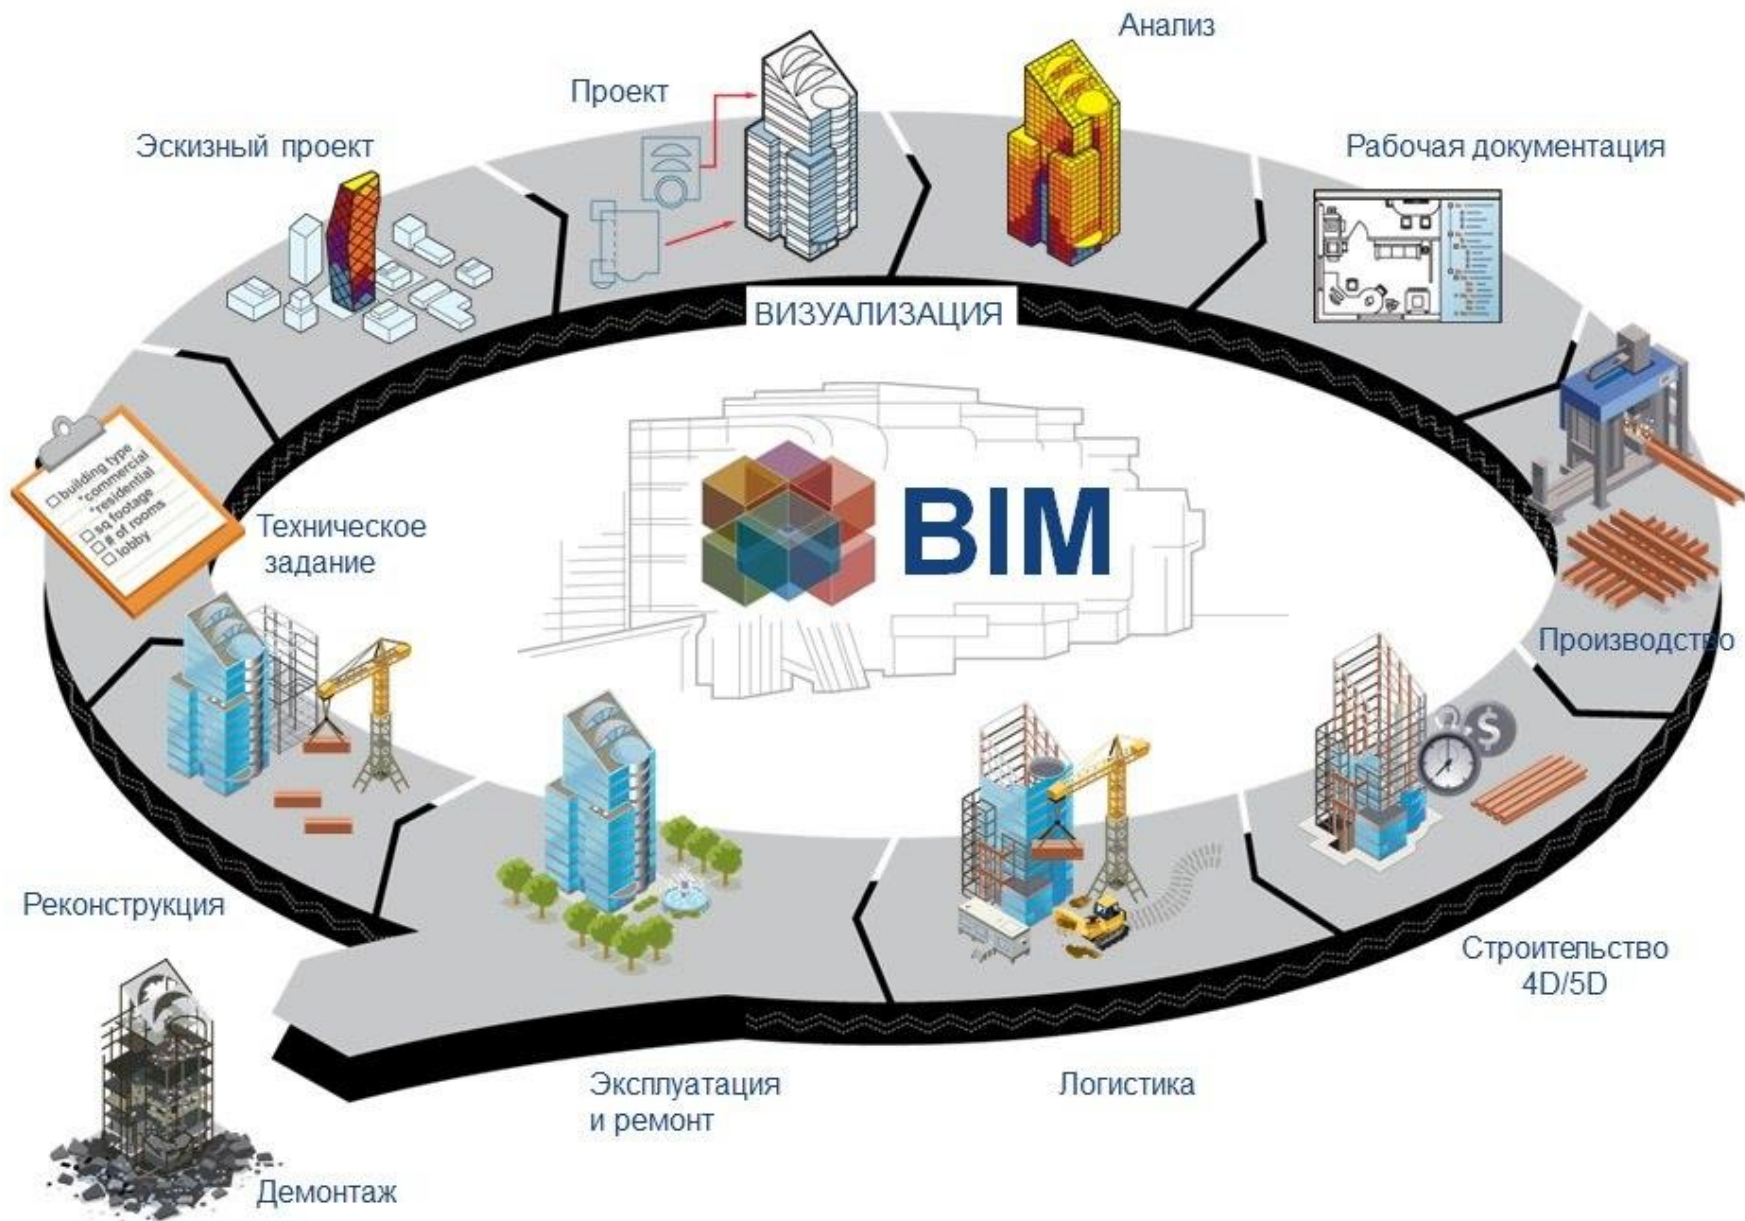 Анализ
Проект
Эскизный проект
Рабочая документация
ВИЗУАЛИЗАЦИЯ
building type
*commercial
*residential
sq footage
# of rooms
lobby
Техническое
задание
BIM
Производство
$
Реконструкция
Строительство
4D/5D
Эксплуатация
и ремонт
Логистика
Демонтаж